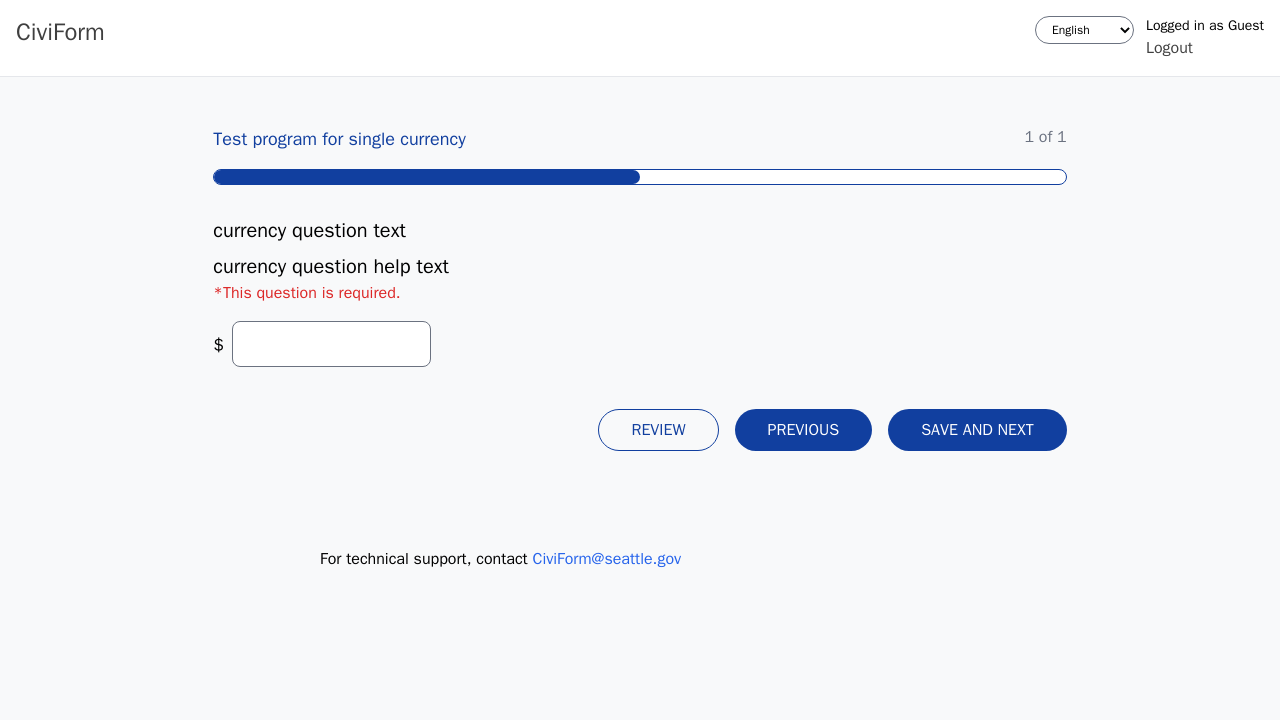 CiviForm
English
Logged in as Guest
Logout
Test program for single currency
1 of 1
currency question text
currency question help text
*This question is required.
$
REVIEW
PREVIOUS
SAVE AND NEXT
For technical support, contact CiviForm@seattle.gov